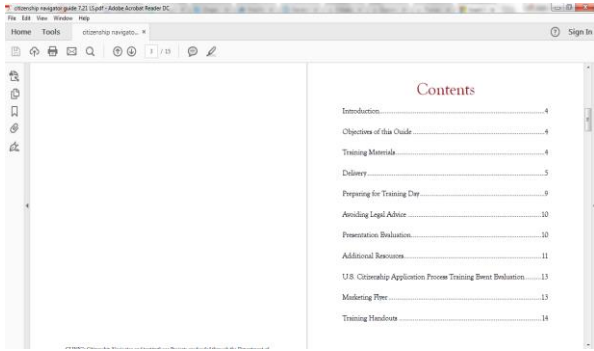 citizenship navigator guide 7.21 LS.pdf - Adobe Acrobat Reader DC
File Edit View Window Help
Home Tools citizenship navigato... × Sign In
1 / 15
Contents
Introduction 4
Objectives of this Guide 4
Training Materials 4
Delivery 5
Preparing for Training Day 9
Avoiding Legal Advice 10
Presentation Evaluation 10
Additional Resources 11
U.S. Citizenship Application Process Training Event Evaluation 13
Marketing Flyer 13
Training Handouts 14